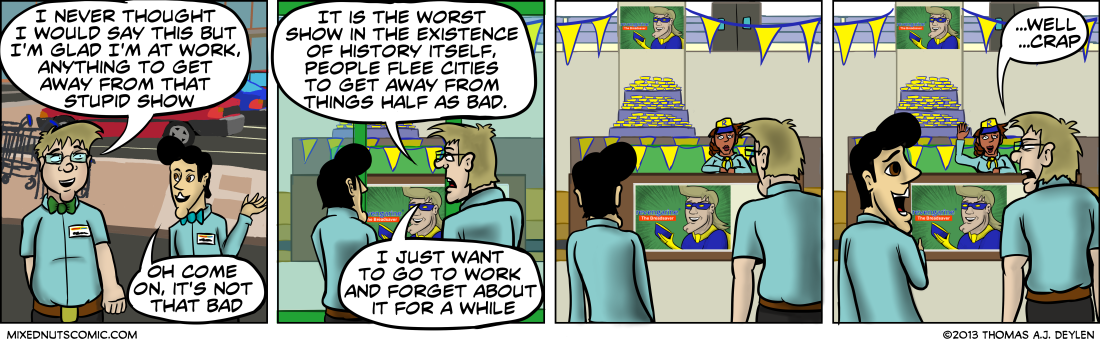 I NEVER THOUGHT
I WOULD SAY THIS BUT
I'M GLAD I'M AT WORK,
ANYTHING TO GET
AWAY FROM THAT
STUPID SHOW
OH COME
ON, IT'S NOT
THAT BAD
IT IS THE WORST
SHOW IN THE EXISTENCE
OF HISTORY ITSELF,
PEOPLE FLEE CITIES
TO GET AWAY FROM
THINGS HALF AS BAD.
I JUST WANT
TO GO TO WORK
AND FORGET ABOUT
IT FOR A WHILE
The Breadsaver
The Breadsaver
...WELL
...CRAP
The Breadsaver
MIXEDNUTSCOMIC.COM
©2013 THOMAS A.J. DEYLEN